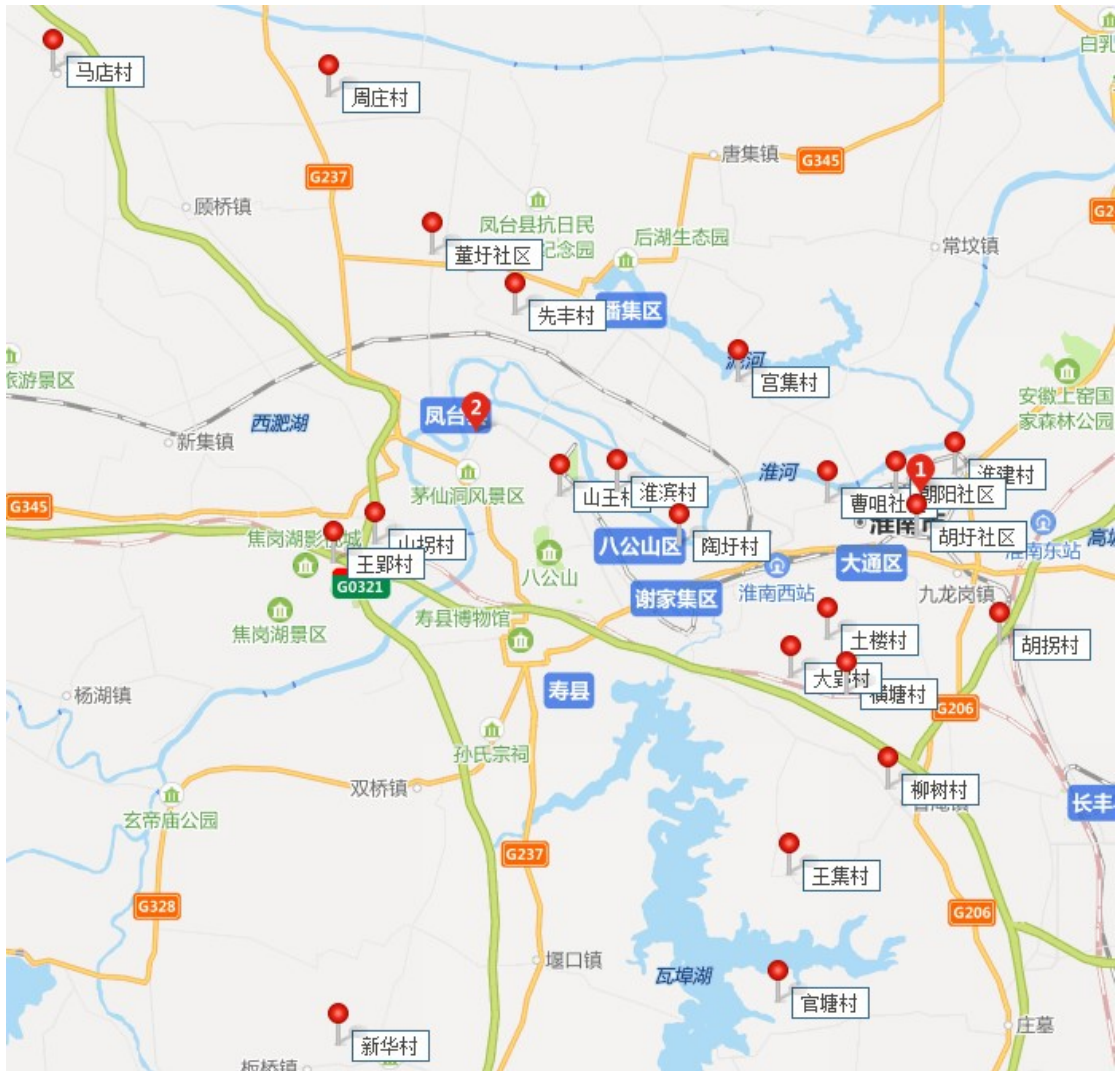 白乳
马店村
周庄村
唐集镇
G345
G237
顾桥镇
凤台县抗日民
纪念园
后湖生态园
G2
董圩社区
常坟镇
先丰村
潘集区
旅游景区
泥河
宫集村
安徽上窑国
家森林公园
凤台县
2
西淝湖
新集镇
淮河
1
淮建村
茅仙洞风景区
山王村
淮滨村
曹咀社
朝阳社区
G345
淮南市
胡圩社区
焦岗湖影视城
山拐村
八公山区
陶圩村
淮南东站
高塘
王郢村
八公山
大通区
G0321
谢家集区
淮南西站
九龙岗镇
焦岗湖景区
寿县博物馆
土楼村
胡拐村
大郢村
横塘村
杨湖镇
寿县
G206
孙氏宗祠
双桥镇
柳树村
曹庵镇
长丰
玄帝庙公园
G237
王集村
G328
G206
堰口镇
瓦埠湖
官塘村
庄墓
新华村
板桥镇